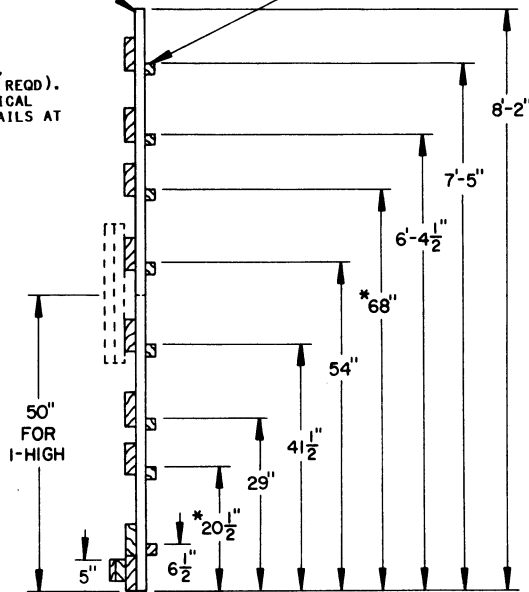 REQD).
ICAL
AILS AT
8'-2"
7'-5"
6'-4 1/2"
*68"
54"
41 1/2"
29"
*20 1/2"
6 1/2"
5"
50"
FOR
1-HIGH